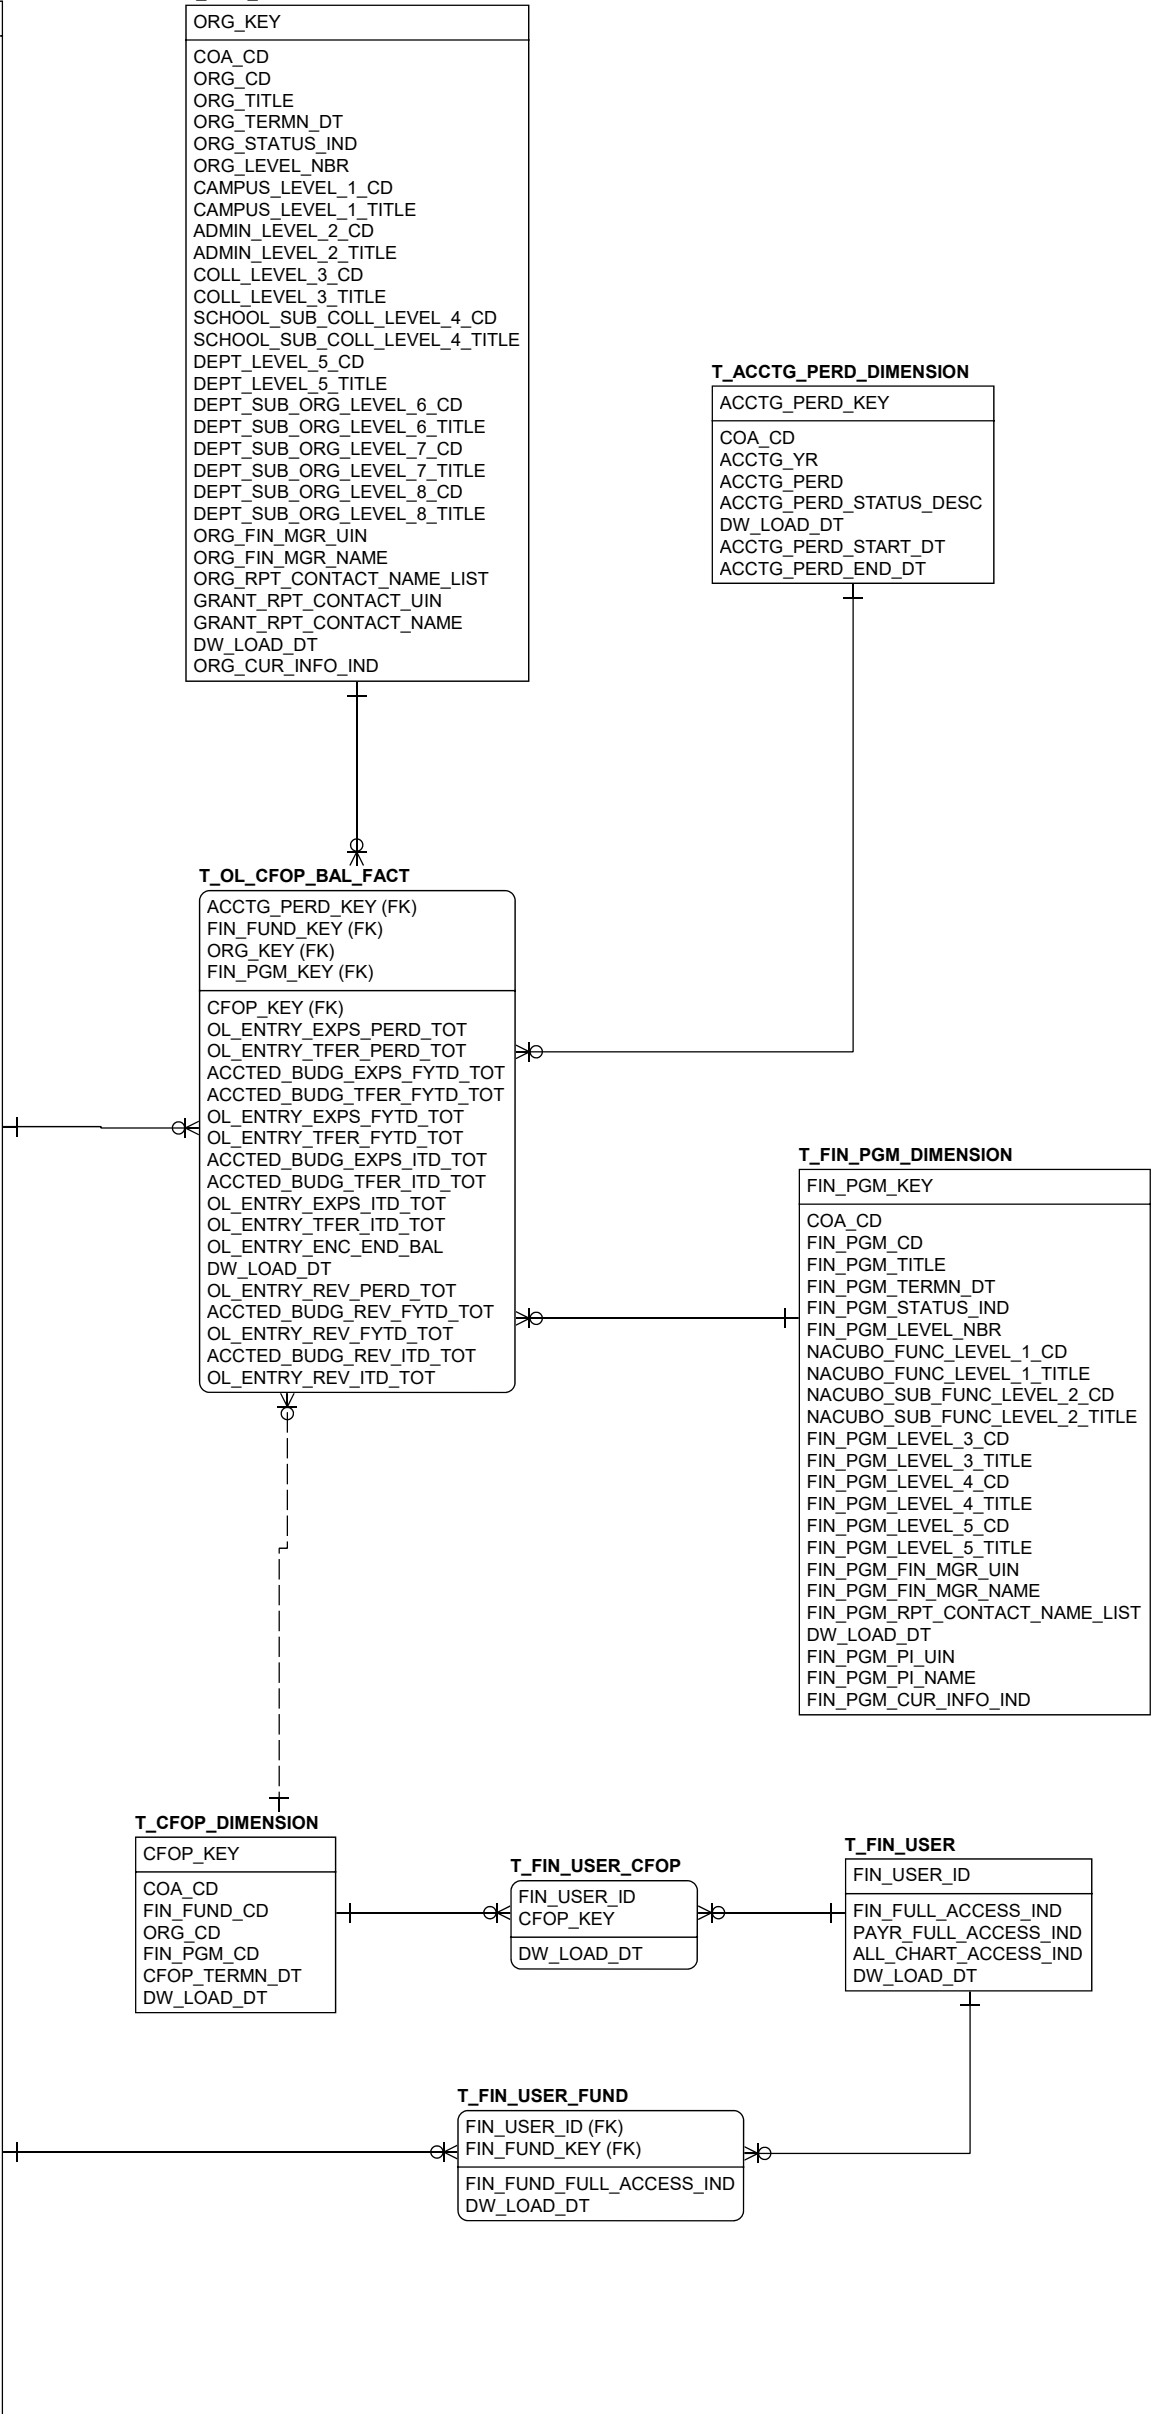 ORG_KEY
COA_CD
ORG_CD
ORG_TITLE
ORG_TERMN_DT
ORG_STATUS_IND
ORG_LEVEL_NBR
CAMPUS_LEVEL_1_CD
CAMPUS_LEVEL_1_TITLE
ADMIN_LEVEL_2_CD
ADMIN_LEVEL_2_TITLE
COLL_LEVEL_3_CD
COLL_LEVEL_3_TITLE
SCHOOL_SUB_COLL_LEVEL_4_CD
SCHOOL_SUB_COLL_LEVEL_4_TITLE
DEPT_LEVEL_5_CD
DEPT_LEVEL_5_TITLE
DEPT_SUB_ORG_LEVEL_6_CD
DEPT_SUB_ORG_LEVEL_6_TITLE
DEPT_SUB_ORG_LEVEL_7_CD
DEPT_SUB_ORG_LEVEL_7_TITLE
DEPT_SUB_ORG_LEVEL_8_CD
DEPT_SUB_ORG_LEVEL_8_TITLE
ORG_FIN_MGR_UIN
ORG_FIN_MGR_NAME
ORG_RPT_CONTACT_NAME_LIST
GRANT_RPT_CONTACT_UIN
GRANT_RPT_CONTACT_NAME
DW_LOAD_DT
ORG_CUR_INFO_IND
T_ACCTG_PERD_DIMENSION
ACCTG_PERD_KEY
COA_CD
ACCTG_YR
ACCTG_PERD
ACCTG_PERD_STATUS_DESC
DW_LOAD_DT
ACCTG_PERD_START_DT
ACCTG_PERD_END_DT
T_OL_CFOP_BAL_FACT
ACCTG_PERD_KEY (FK)
FIN_FUND_KEY (FK)
ORG_KEY (FK)
FIN_PGM_KEY (FK)
CFOP_KEY (FK)
OL_ENTRY_EXPS_PERD_TOT
OL_ENTRY_TFER_PERD_TOT
ACCTED_BUDG_EXPS_FYTD_TOT
ACCTED_BUDG_TFER_FYTD_TOT
OL_ENTRY_EXPS_FYTD_TOT
OL_ENTRY_TFER_FYTD_TOT
ACCTED_BUDG_EXPS_ITD_TOT
ACCTED_BUDG_TFER_ITD_TOT
OL_ENTRY_EXPS_ITD_TOT
OL_ENTRY_TFER_ITD_TOT
OL_ENTRY_ENC_END_BAL
DW_LOAD_DT
OL_ENTRY_REV_PERD_TOT
ACCTED_BUDG_REV_FYTD_TOT
OL_ENTRY_REV_FYTD_TOT
ACCTED_BUDG_REV_ITD_TOT
OL_ENTRY_REV_ITD_TOT
T_FIN_PGM_DIMENSION
FIN_PGM_KEY
COA_CD
FIN_PGM_CD
FIN_PGM_TITLE
FIN_PGM_TERMN_DT
FIN_PGM_STATUS_IND
FIN_PGM_LEVEL_NBR
NACUBO_FUNC_LEVEL_1_CD
NACUBO_FUNC_LEVEL_1_TITLE
NACUBO_SUB_FUNC_LEVEL_2_CD
NACUBO_SUB_FUNC_LEVEL_2_TITLE
FIN_PGM_LEVEL_3_CD
FIN_PGM_LEVEL_3_TITLE
FIN_PGM_LEVEL_4_CD
FIN_PGM_LEVEL_4_TITLE
FIN_PGM_LEVEL_5_CD
FIN_PGM_LEVEL_5_TITLE
FIN_PGM_FIN_MGR_UIN
FIN_PGM_FIN_MGR_NAME
FIN_PGM_RPT_CONTACT_NAME_LIST
DW_LOAD_DT
FIN_PGM_PI_UIN
FIN_PGM_PI_NAME
FIN_PGM_CUR_INFO_IND
T_CFOP_DIMENSION
CFOP_KEY
COA_CD
FIN_FUND_CD
ORG_CD
FIN_PGM_CD
CFOP_TERMN_DT
DW_LOAD_DT
T_FIN_USER_CFOP
FIN_USER_ID
CFOP_KEY
DW_LOAD_DT
T_FIN_USER
FIN_USER_ID
FIN_FULL_ACCESS_IND
PAYR_FULL_ACCESS_IND
ALL_CHART_ACCESS_IND
DW_LOAD_DT
T_FIN_USER_FUND
FIN_USER_ID (FK)
FIN_FUND_KEY (FK)
FIN_FUND_FULL_ACCESS_IND
DW_LOAD_DT